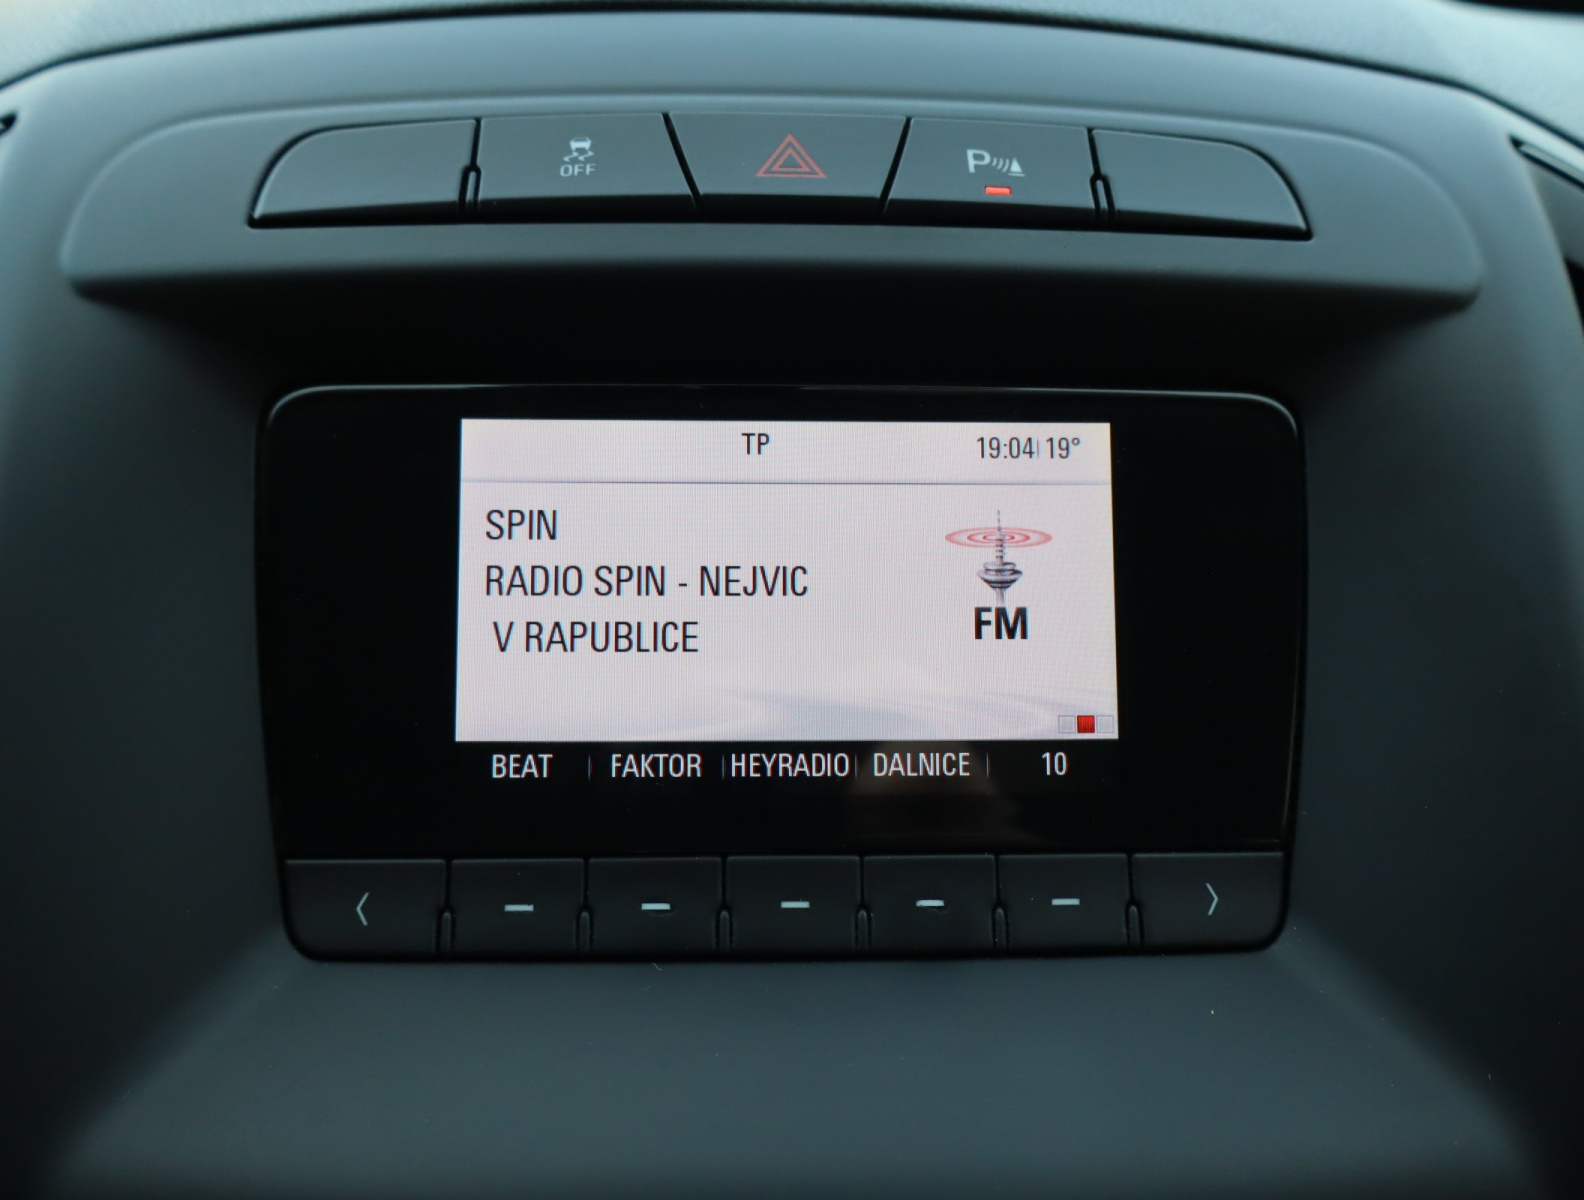 OFF
P
TP
19:04 19°
SPIN
RADIO SPIN - NEJVIC
V RAPUBLICE
FM
BEAT FAKTOR HEYRADIO DALNICE 10